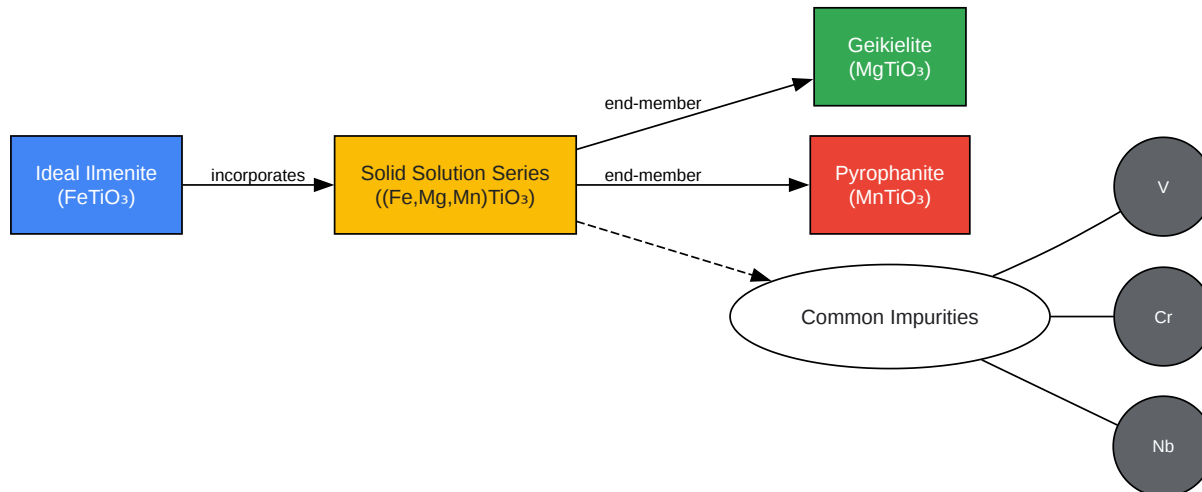 Ideal Ilmenite
(FeTiO₃)
incorporates
Solid Solution Series
((Fe,Mg,Mn)TiO₃)
end-member
Geikielite
(MgTiO₃)
end-member
Pyrophanite
(MnTiO₃)
Common Impurities
V
Cr
Nb